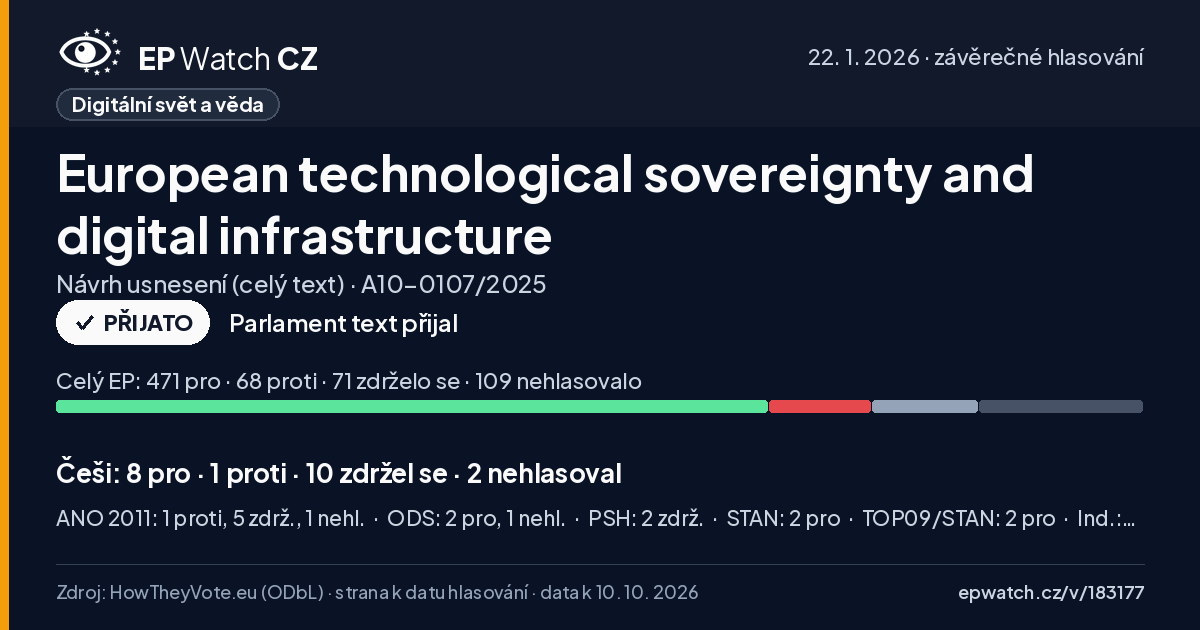 EP Watch CZ
22. 1. 2026 · závěrečné hlasování
Digitální svět a věda
European technological sovereignty and
digital infrastructure
Návrh usnesení (celý text) · A10–0107/2025
✓ PŘIJATO Parlament text přijal
Celý EP: 471 pro · 68 proti · 71 zdrželo se · 109 nehlasovalo
Češi: 8 pro · 1 proti · 10 zdržel se · 2 nehlasoval
ANO 2011: 1 proti, 5 zdrž., 1 nehl. · ODS: 2 pro, 1 nehl. · PSH: 2 zdrž. · STAN: 2 pro · TOP09/STAN: 2 pro · Ind.:…
Zdroj: HowTheyVote.eu (ODbL) · strana k datu hlasování · data k 10. 10. 2026
epwatch.cz/v/183177